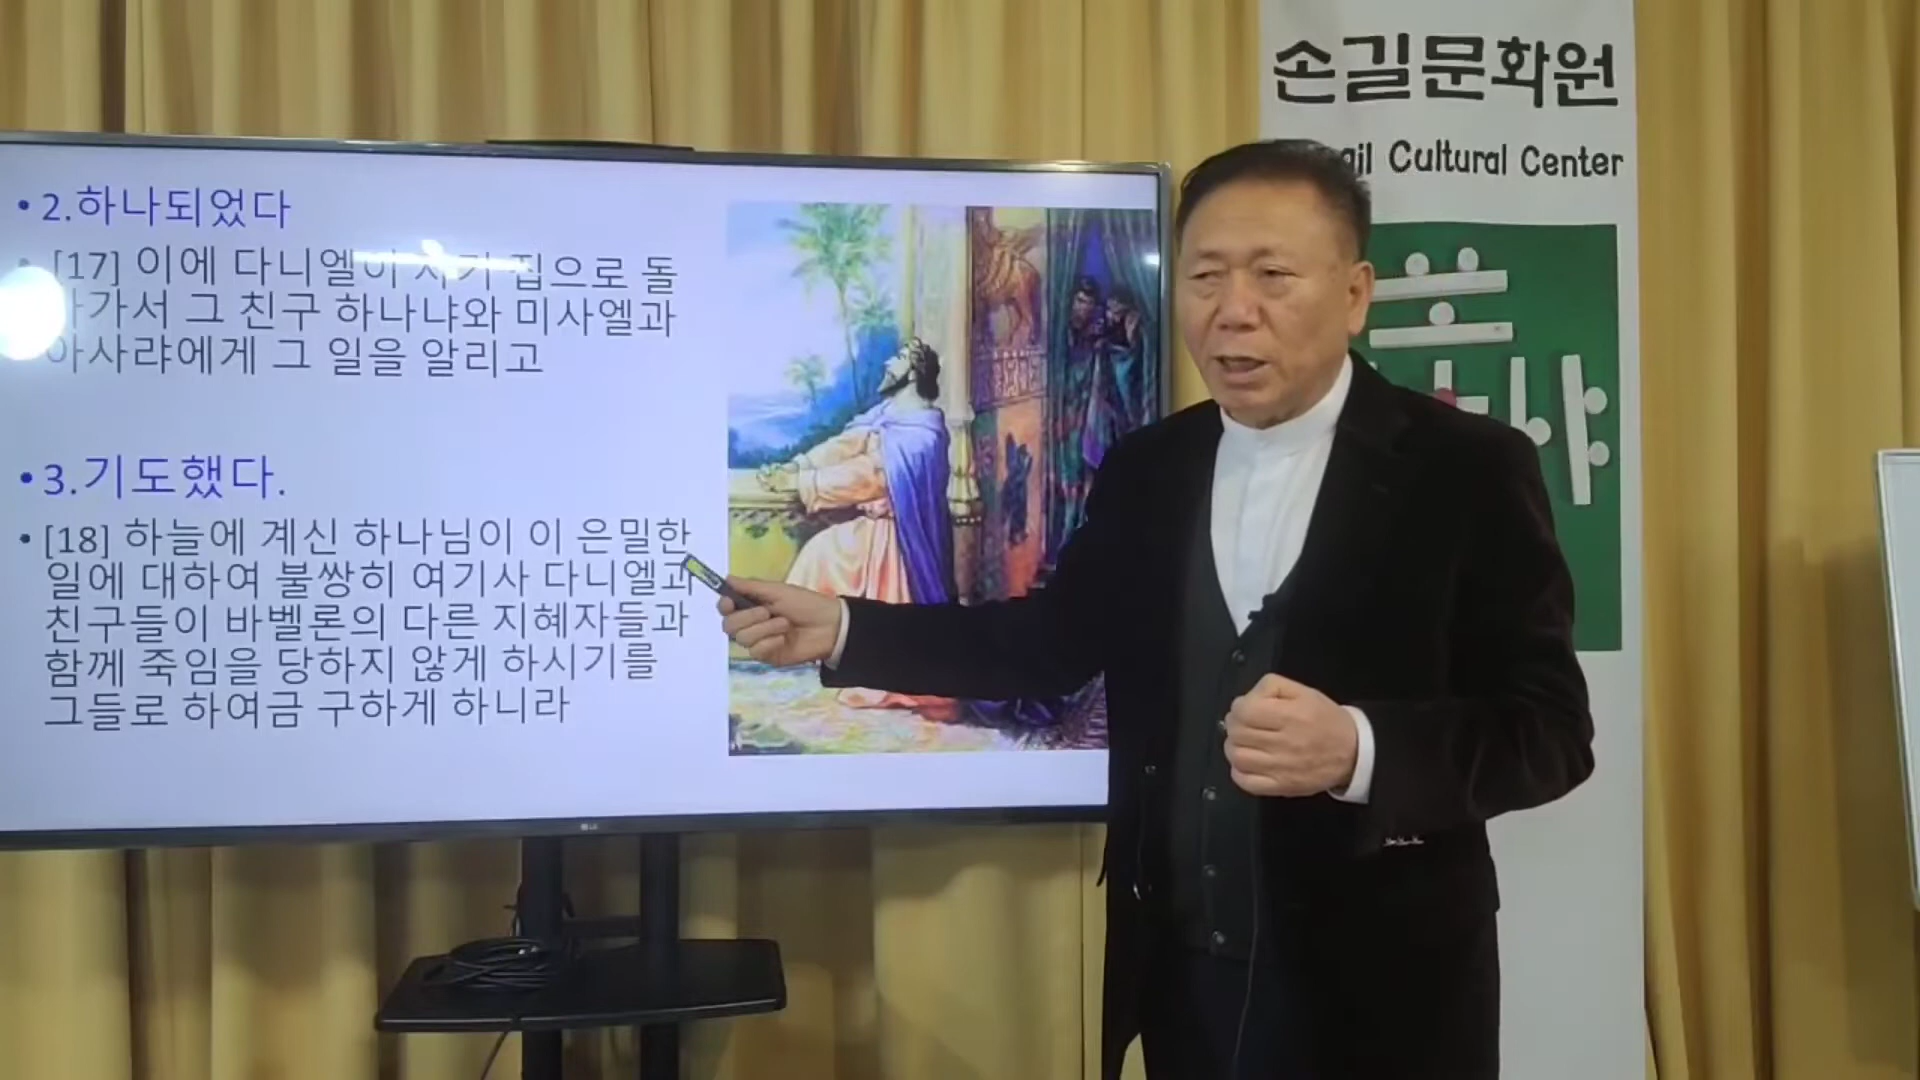 손길문화원
Cultural Center
• 2.하나되었다
• [17] 이에 다니엘이 집으로 돌
가서 그 친구 하나냐와 미사엘과
아사랴에게 그 일을 알리고
• 3.기도했다.
• [18] 하늘에 계신 하나님이 이 은밀한
일에 대하여 불쌍히 여기사 다니엘과
친구들이 바벨론의 다른 지혜자들과
함께 죽임을 당하지 않게 하시기를
그들로 하여금 구하게 하니라
LG